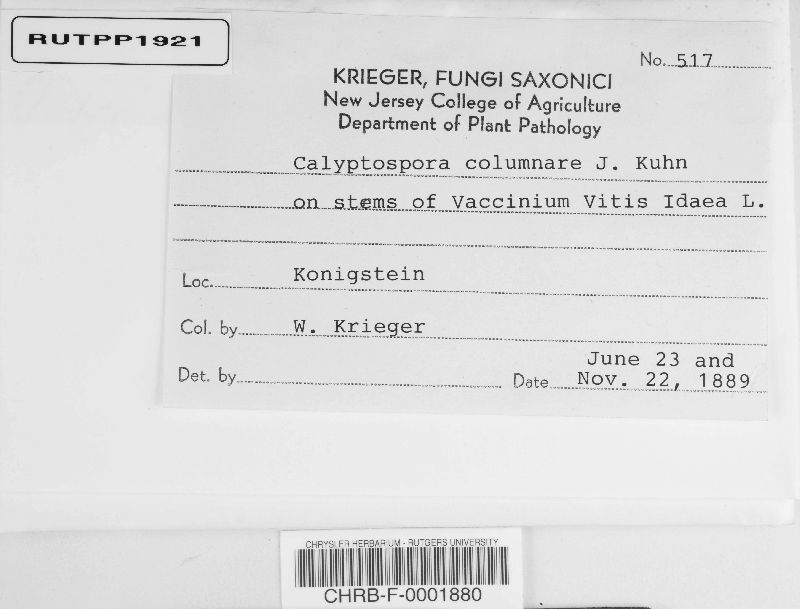 RUTPP1921
No. 517
KRIEGER, FUNGI SAXONICI
New Jersey College of Agriculture
Department of Plant Pathology
Calyptospora columnare J. Kuhn
on stems of Vaccinium Vitis Idaea L.
Loc. Konigstein
Col. by W. Krieger
June 23 and
Det. by Date Nov. 22, 1889
CHRYSLER HERBARIUM - RUTGERS UNIVERSITY
CHRB-F-0001880